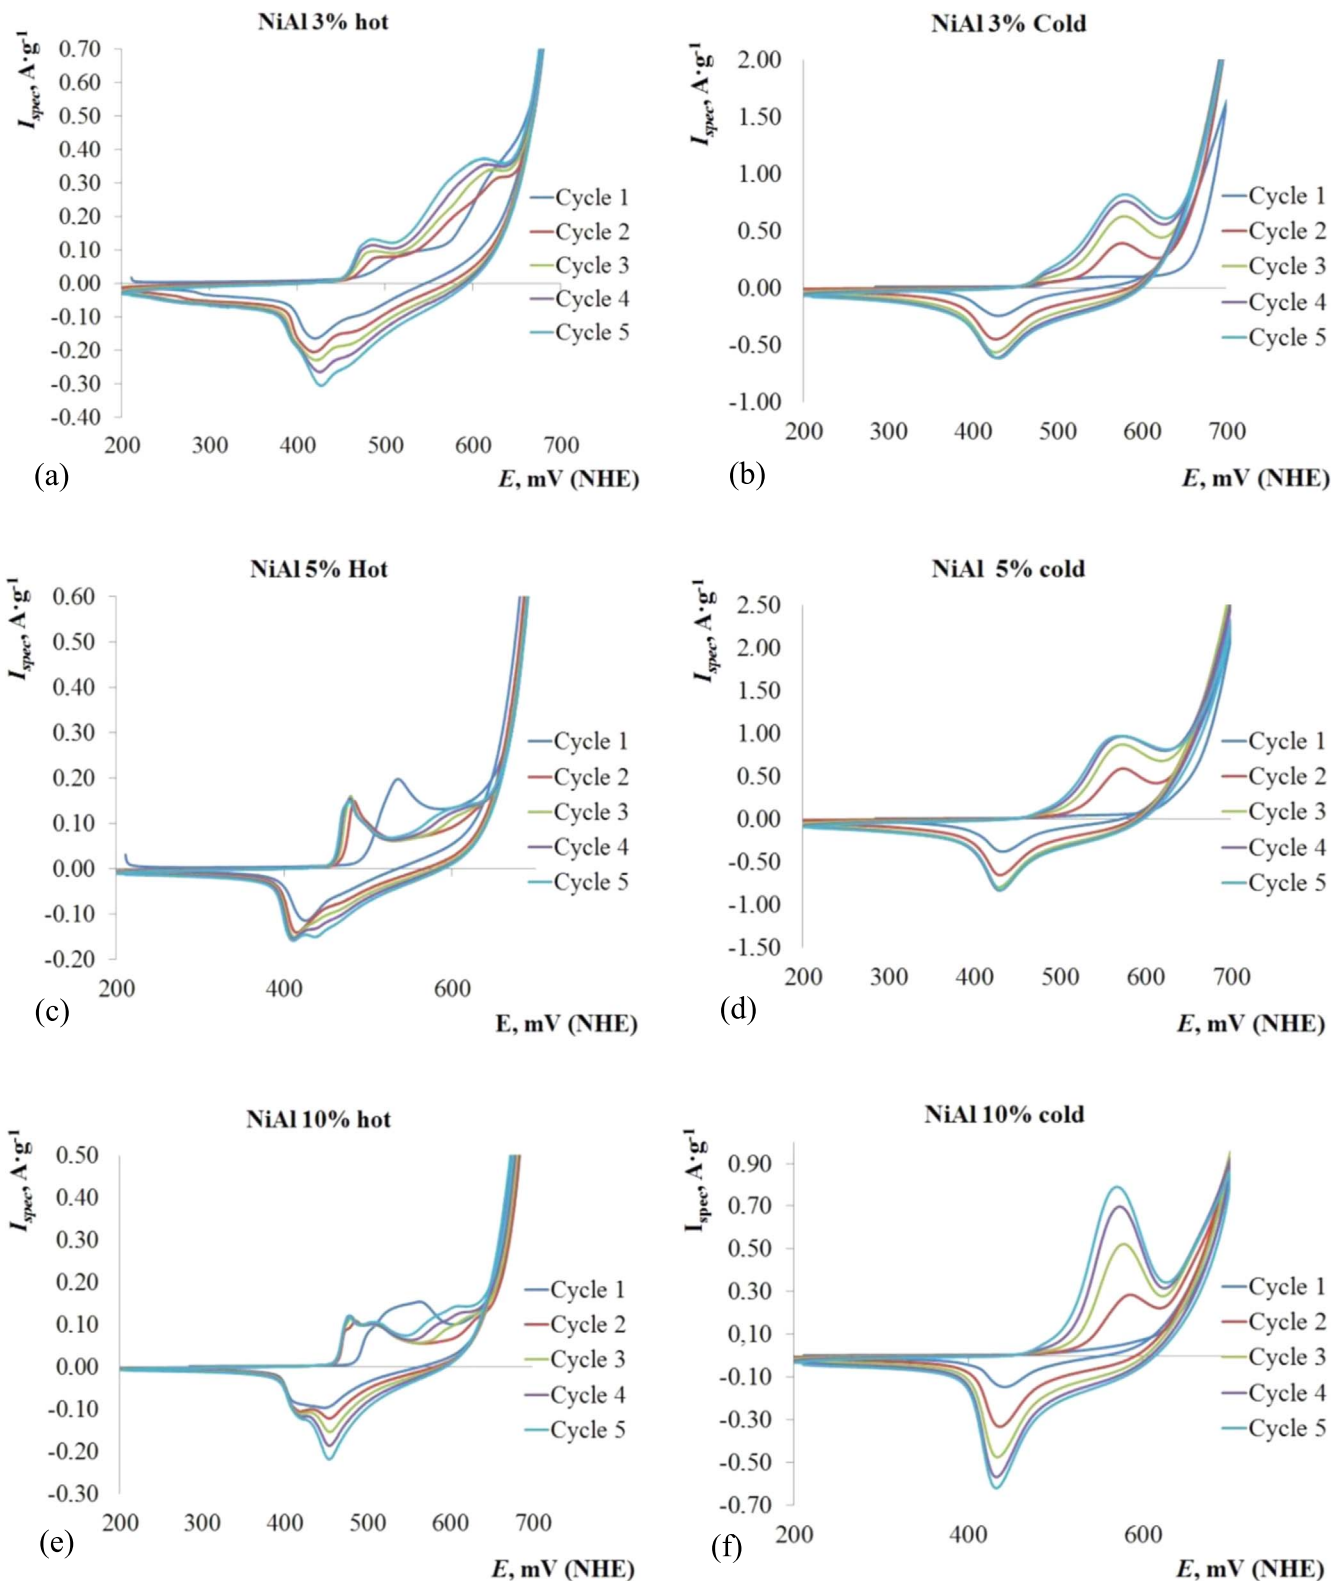 NiAl 3% hot
I_spec, A·g⁻¹
0.70
0.60
0.50
0.40
0.30
0.20
0.10
0.00
-0.10
-0.20
-0.30
-0.40
200 300 400 500 600 700
E, mV (NHE)
Cycle 1
Cycle 2
Cycle 3
Cycle 4
Cycle 5
(a)
NiAl 3% Cold
I_spec, A·g⁻¹
2.00
1.50
1.00
0.50
0.00
-0.50
-1.00
200 300 400 500 600 700
E, mV (NHE)
Cycle 1
Cycle 2
Cycle 3
Cycle 4
Cycle 5
(b)
NiAl 5% Hot
I_spec, A·g⁻¹
0.60
0.50
0.40
0.30
0.20
0.10
0.00
-0.10
-0.20
200 400 600
E, mV (NHE)
Cycle 1
Cycle 2
Cycle 3
Cycle 4
Cycle 5
(c)
NiAl 5% cold
I_spec, A·g⁻¹
2.50
2.00
1.50
1.00
0.50
0.00
-0.50
-1.00
-1.50
200 300 400 500 600 700
E, mV (NHE)
Cycle 1
Cycle 2
Cycle 3
Cycle 4
Cycle 5
(d)
NiAl 10% hot
I_spec, A·g⁻¹
0.50
0.40
0.30
0.20
0.10
0.00
-0.10
-0.20
-0.30
200 300 400 500 600 700
E, mV (NHE)
Cycle 1
Cycle 2
Cycle 3
Cycle 4
Cycle 5
(e)
NiAl 10% cold
I_spec, A·g⁻¹
0.90
0.70
0.50
0.30
0,10
-0.10
-0.30
-0.50
-0.70
200 400 600
E, mV (NHE)
Cycle 1
Cycle 2
Cycle 3
Cycle 4
Cycle 5
(f)